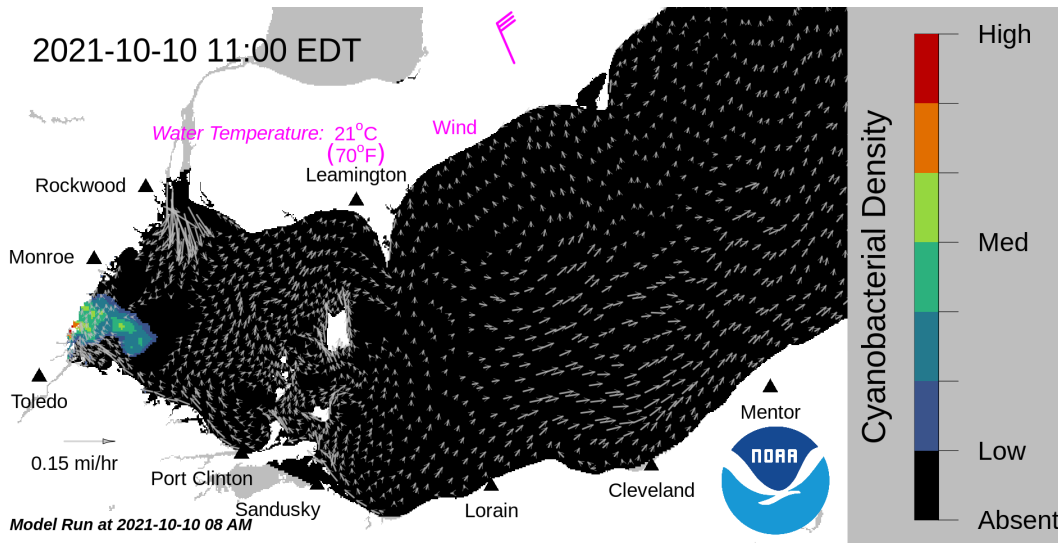 2021-10-10 11:00 EDT
Water Temperature: 21°C
(70°F)
Wind
Leamington
Rockwood
Monroe
Toledo
0.15 mi/hr
Port Clinton
Sandusky
Lorain
Cleveland
Mentor
NOAA
Model Run at 2021-10-10 08 AM
Cyanobacterial Density
High
Med
Low
Absent